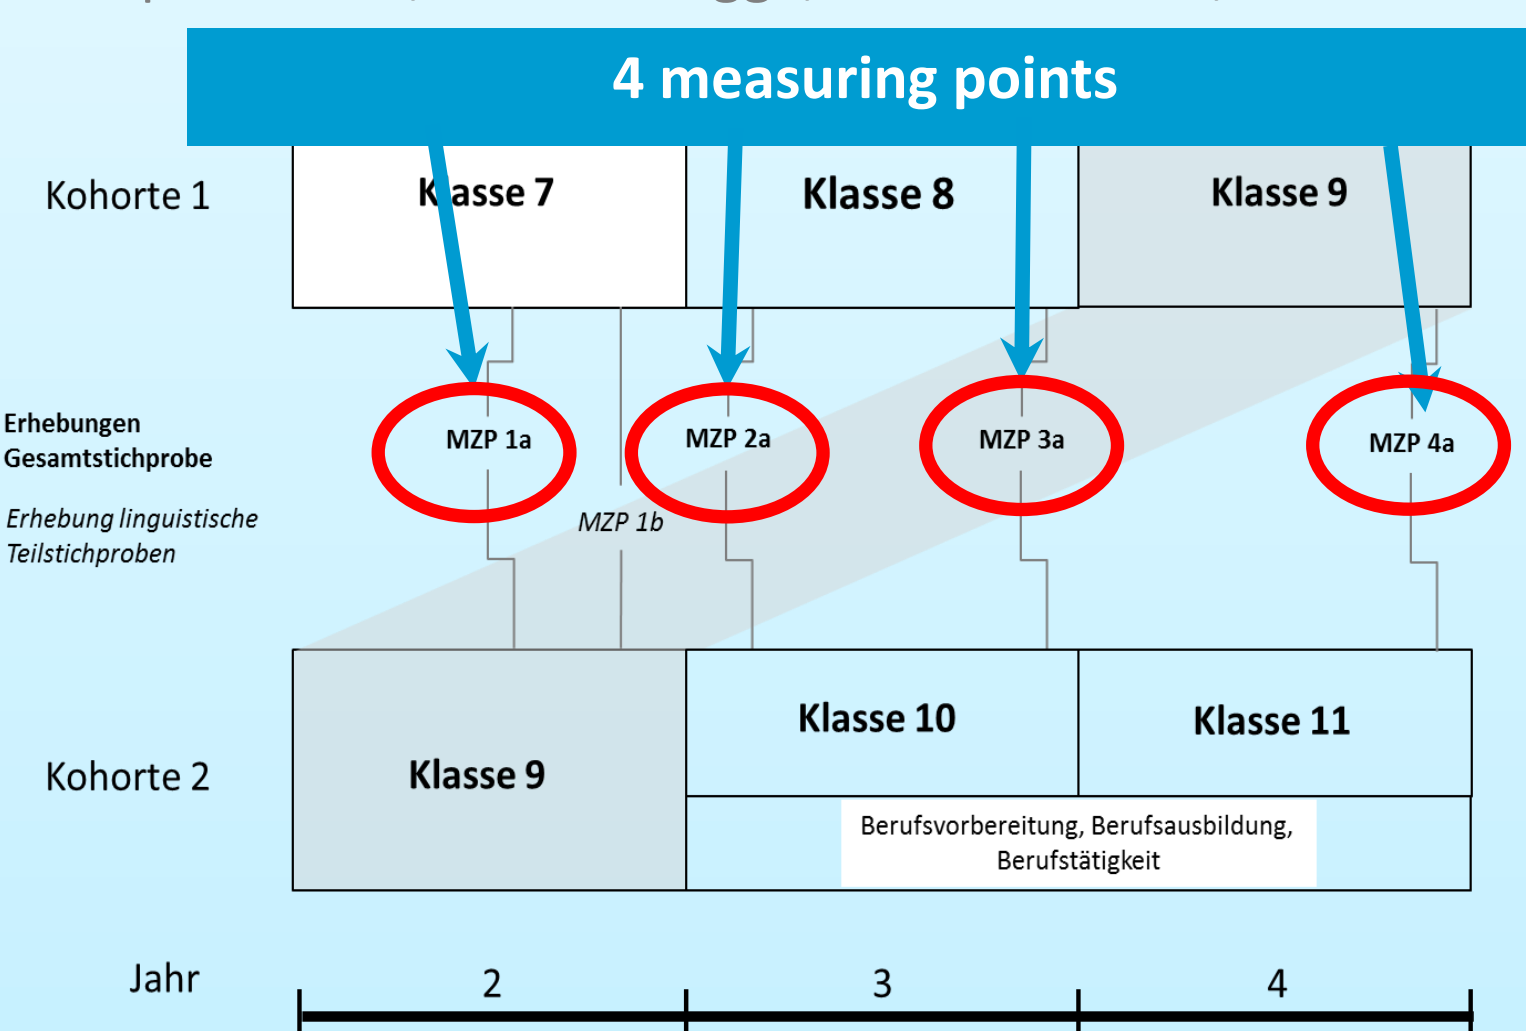 4 measuring points
Kohorte 1
Klasse 7
Klasse 8
Klasse 9
Erhebungen
Gesamtstichprobe
MZP 1a
MZP 2a
MZP 3a
MZP 4a
Erhebung linguistische
Teilstichproben
MZP 1b
Kohorte 2
Klasse 9
Klasse 10
Klasse 11
Berufsvorbereitung, Berufsausbildung,
Berufstätigkeit
Jahr
2
3
4